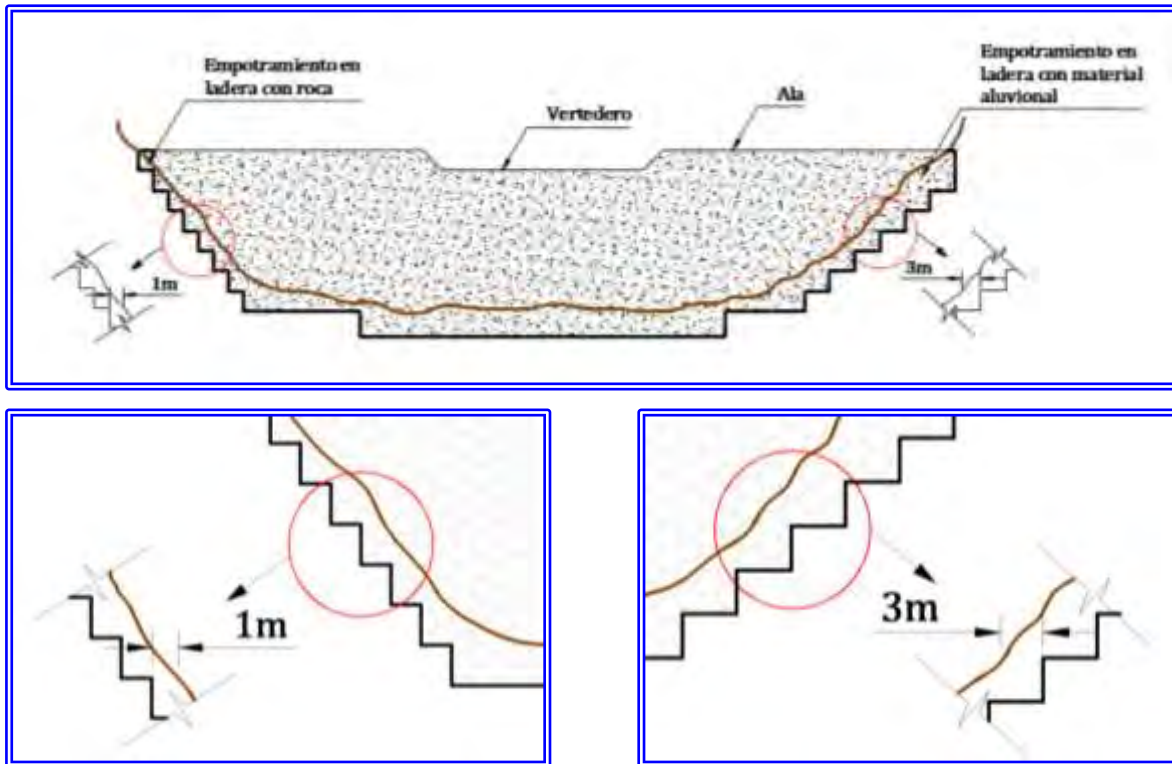 Empotramiento en
ladera con roca
Vertedero
Ala
Empotramiento en
ladera con material
aluvional
1m
3m
1m
3m